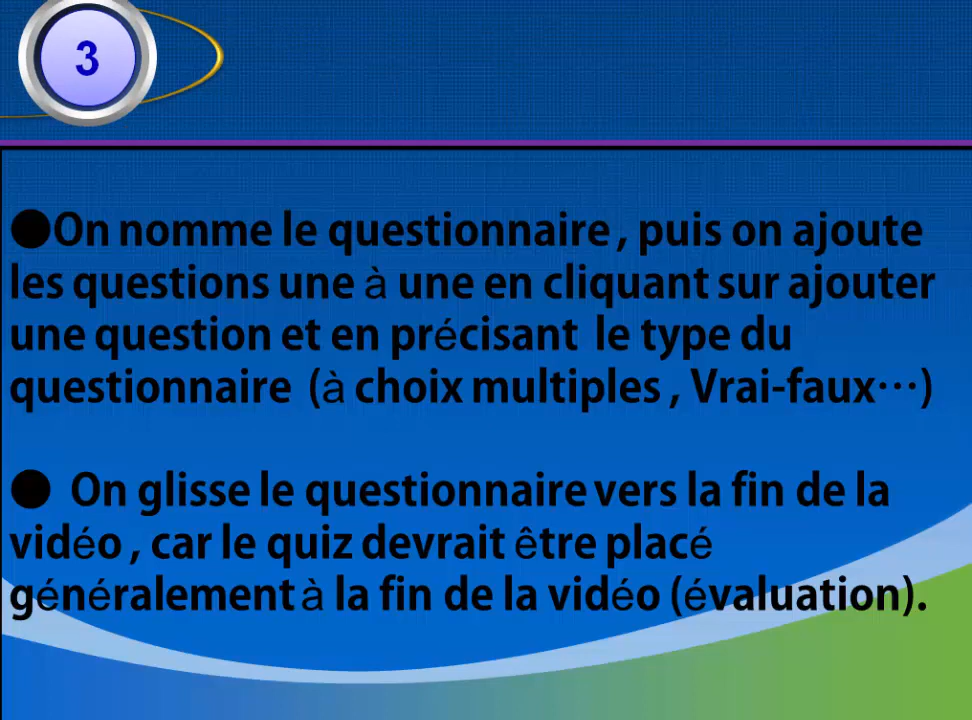 3
●On nomme le questionnaire , puis on ajoute
les questions une à une en cliquant sur ajouter
une question et en précisant le type du
questionnaire (à choix multiples , Vrai-faux…)
● On glisse le questionnaire vers la fin de la
vidéo , car le quiz devrait être placé
généralement à la fin de la vidéo (évaluation).